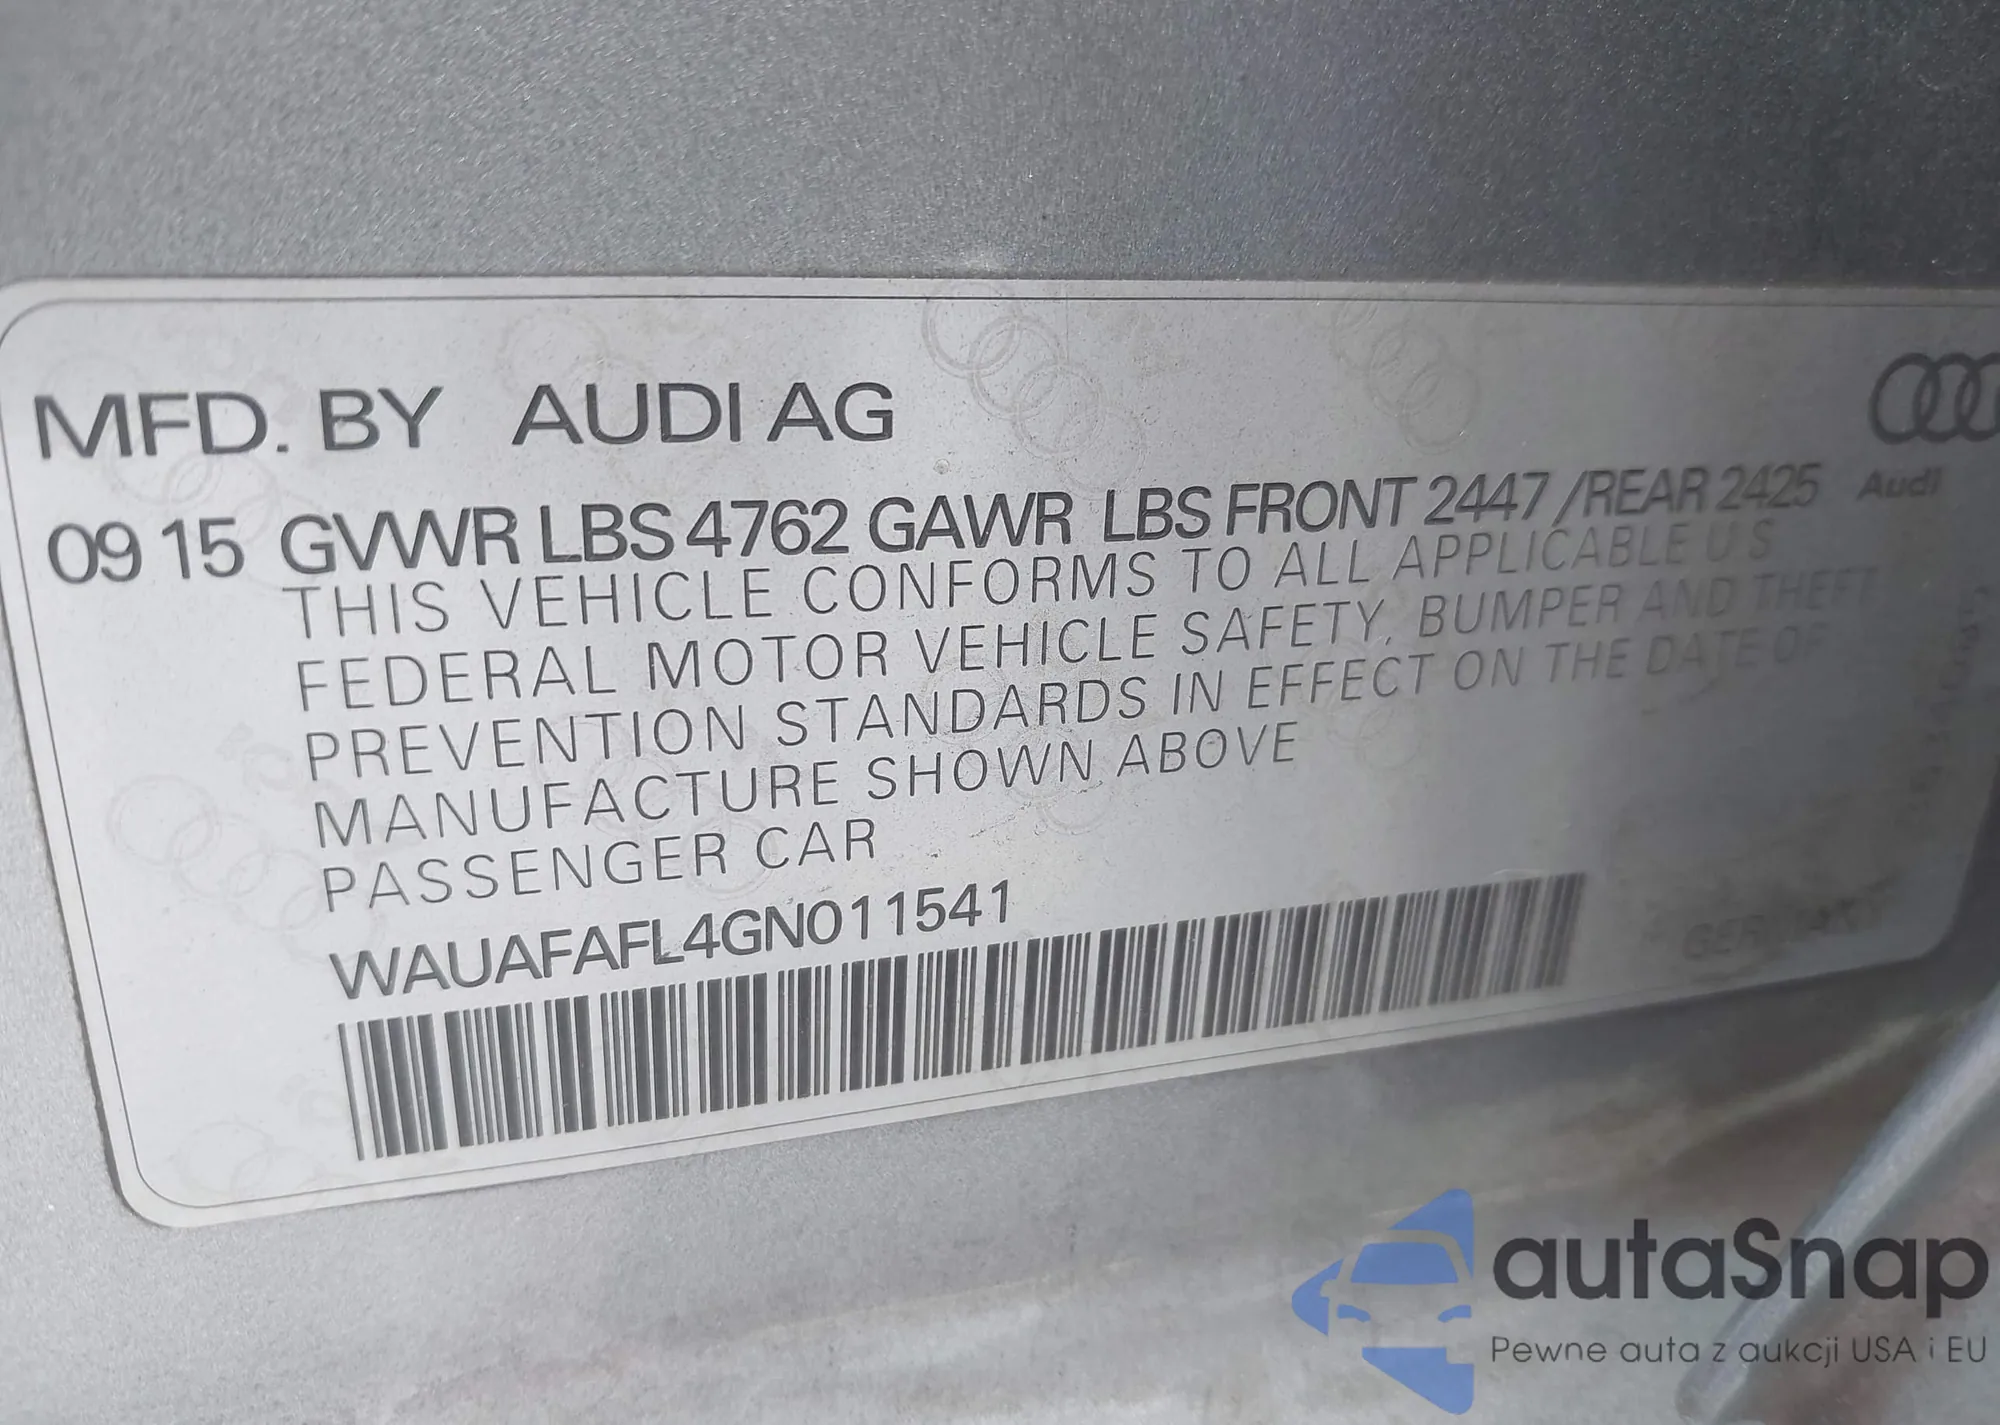 MFD. BY AUDI AG
09 15 GVWR LBS 4762 GAWR LBS FRONT 2447 /REAR 2425
Audi
THIS VEHICLE CONFORMS TO ALL APPLICABLE U S
FEDERAL MOTOR VEHICLE SAFETY, BUMPER AND THEFT
PREVENTION STANDARDS IN EFFECT ON THE DATE OF
MANUFACTURE SHOWN ABOVE
PASSENGER CAR
WAUAFAFL4GN011541
GERMANY
autaSnap
Pewne auta z aukcji USA i EU